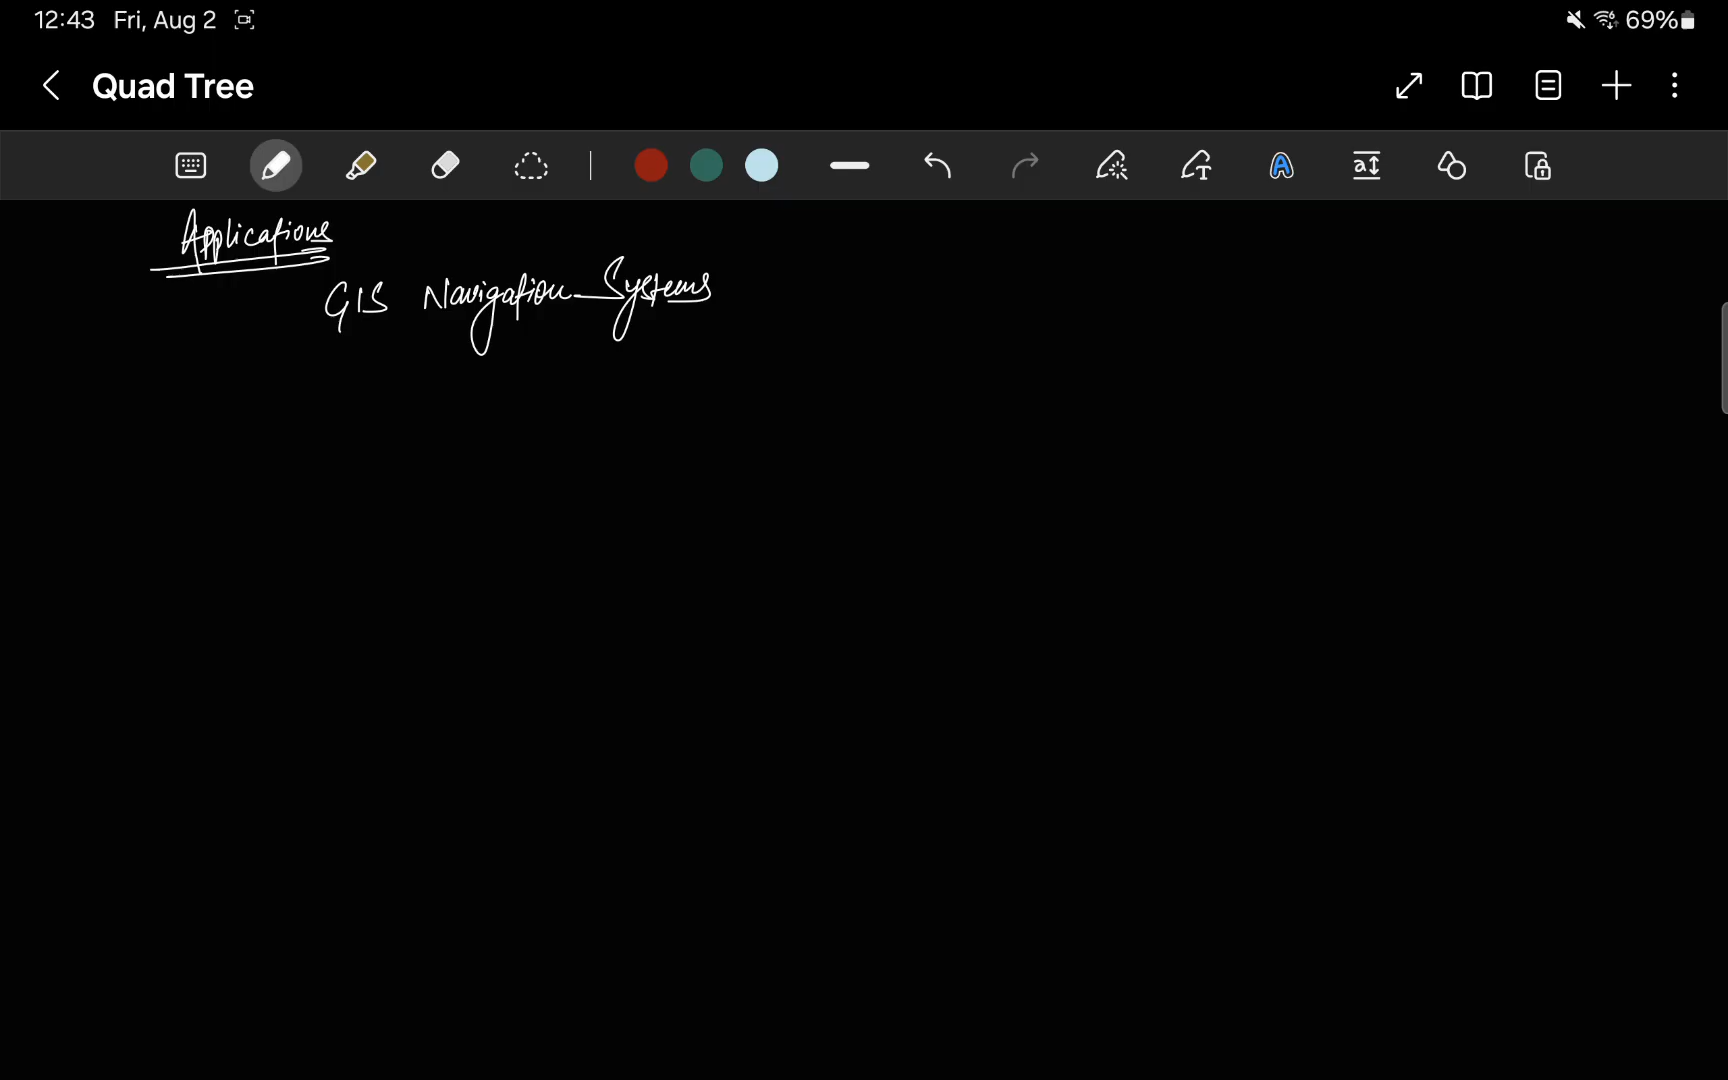 12:43 Fri, Aug 2 69%
Quad Tree
Applications
GIS Navigation Systems